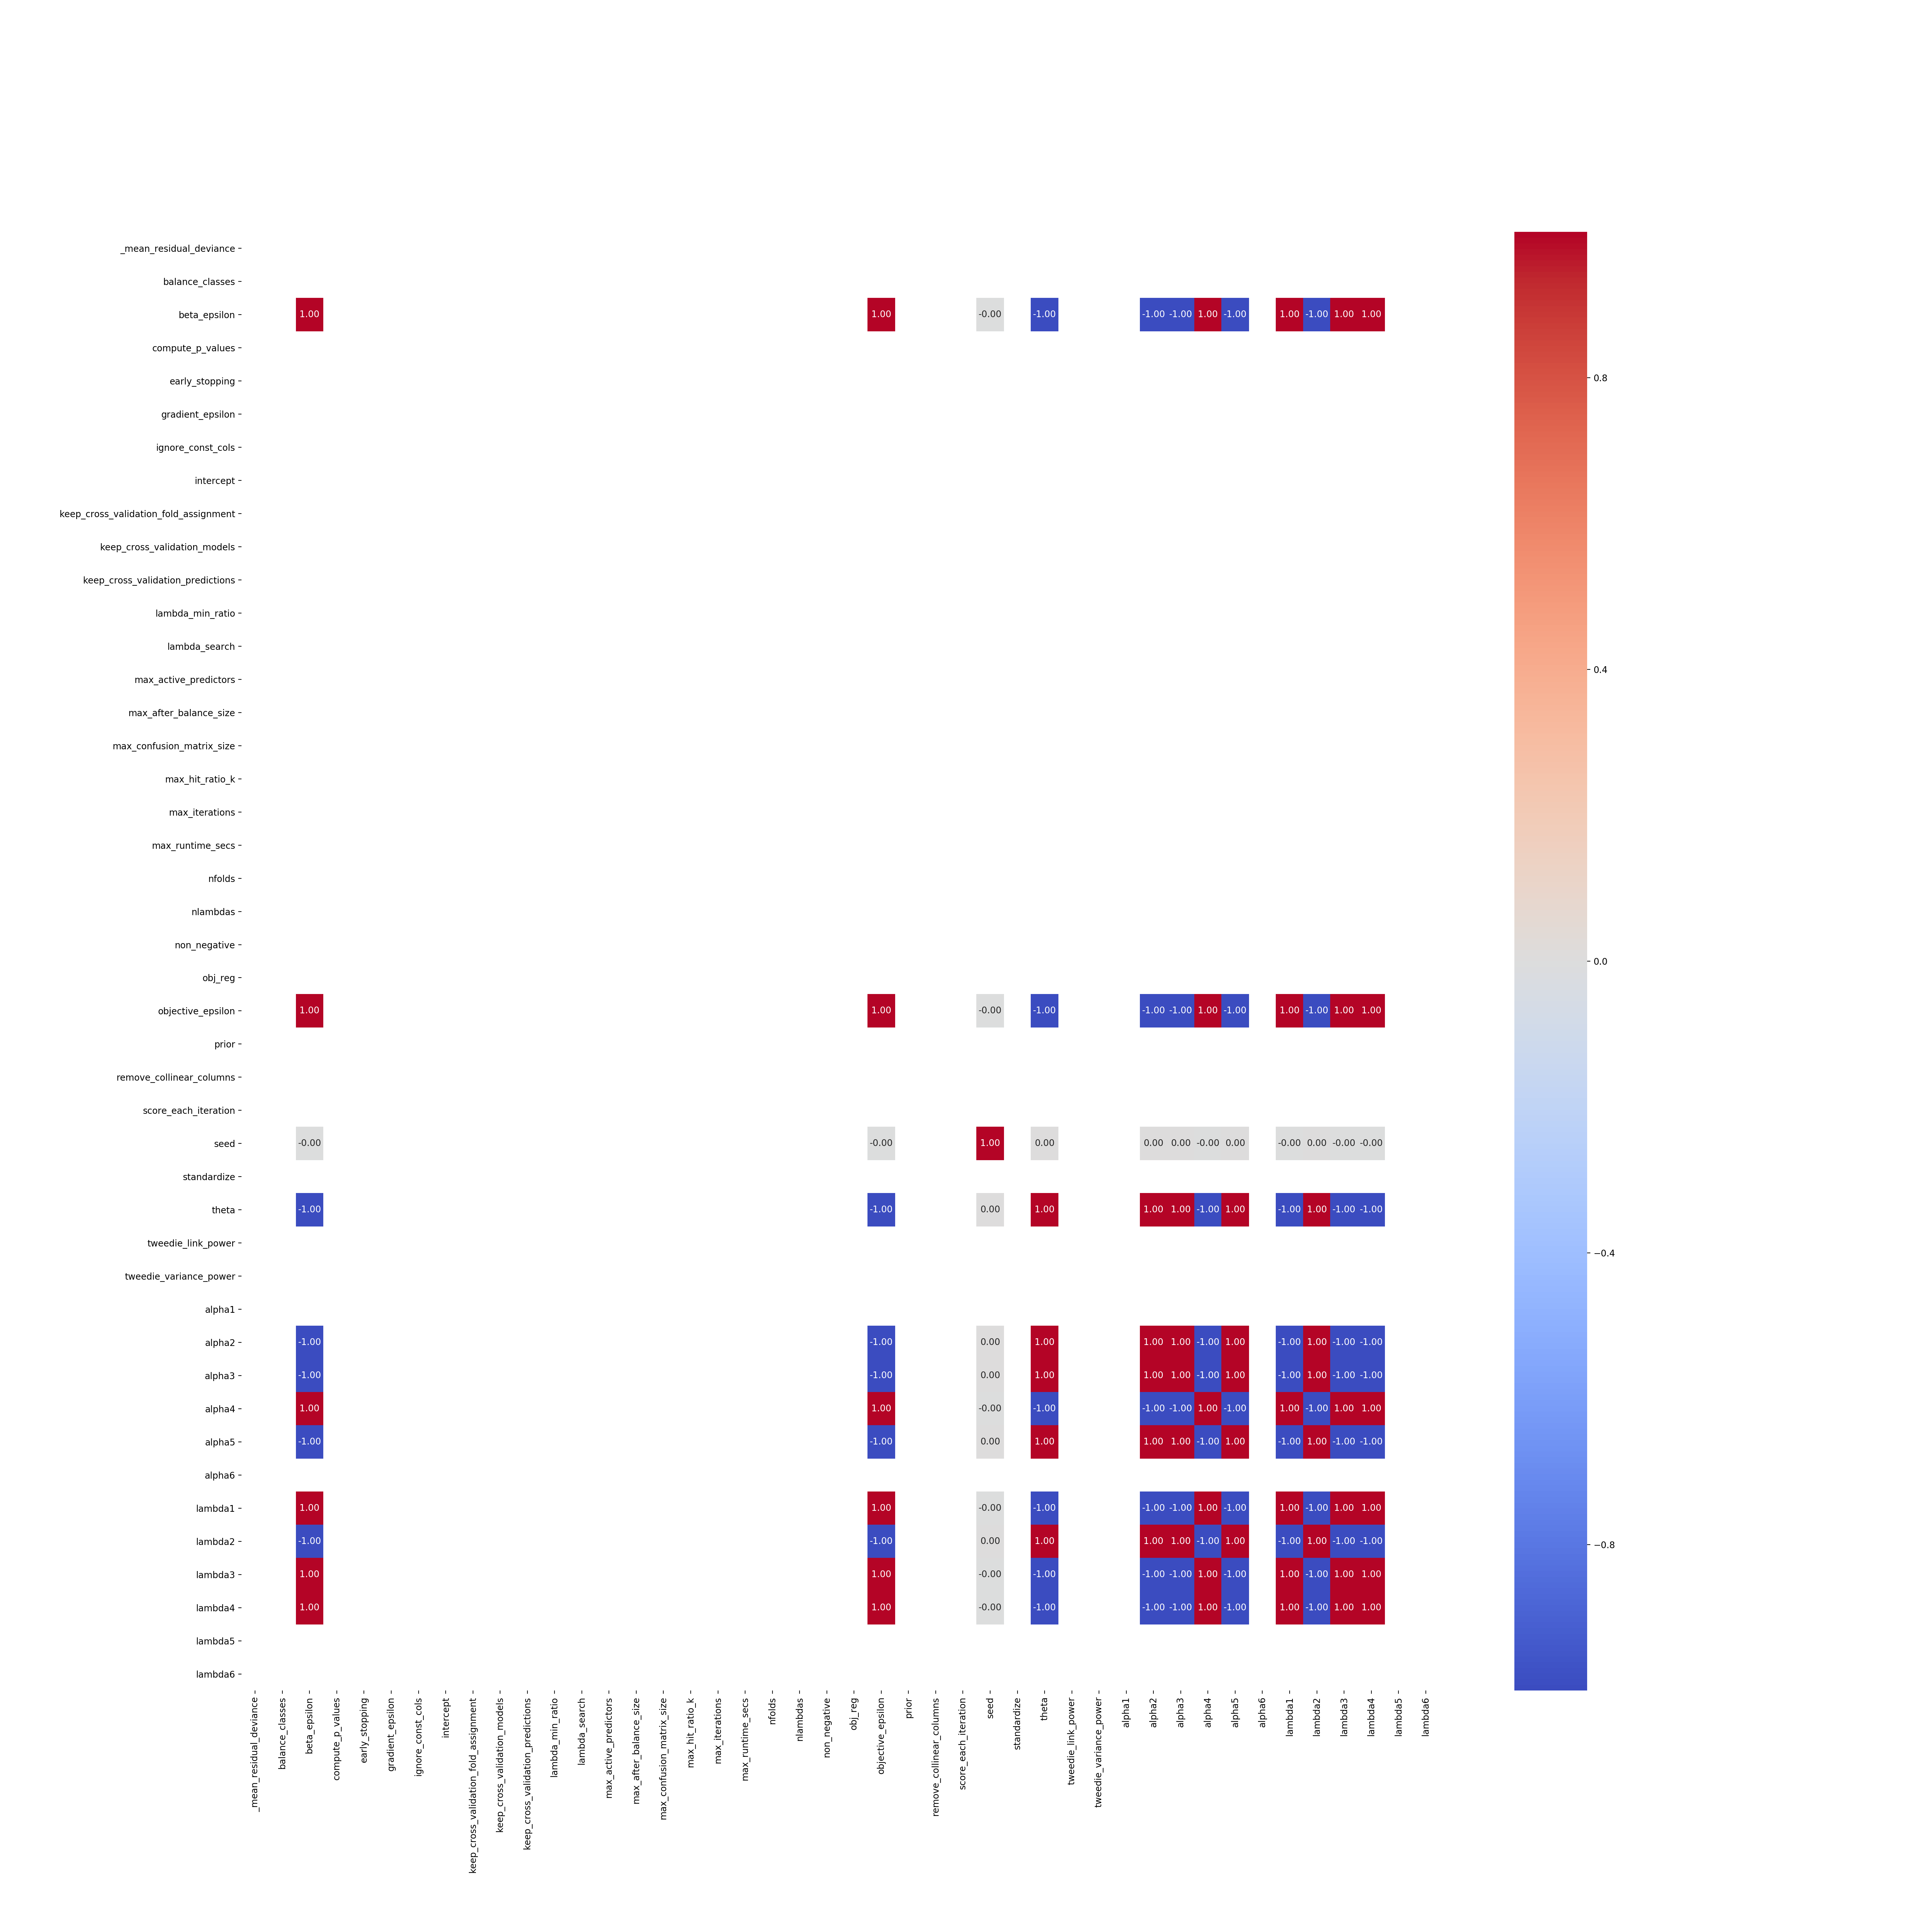 _mean_residual_deviance
balance_classes
beta_epsilon 1.00 1.00 -0.00 -1.00 -1.00 -1.00 1.00 -1.00 1.00 -1.00 1.00 1.00
compute_p_values
early_stopping
gradient_epsilon
ignore_const_cols
intercept
keep_cross_validation_fold_assignment
keep_cross_validation_models
keep_cross_validation_predictions
lambda_min_ratio
lambda_search
max_active_predictors
max_after_balance_size
max_confusion_matrix_size
max_hit_ratio_k
max_iterations
max_runtime_secs
nfolds
nlambdas
non_negative
obj_reg
objective_epsilon 1.00 1.00 -0.00 -1.00 -1.00 -1.00 1.00 -1.00 1.00 -1.00 1.00 1.00
prior
remove_collinear_columns
score_each_iteration
seed -0.00 -0.00 1.00 0.00 0.00 0.00 -0.00 0.00 -0.00 0.00 -0.00 -0.00
standardize
theta -1.00 -1.00 0.00 1.00 1.00 1.00 -1.00 1.00 -1.00 1.00 -1.00 -1.00
tweedie_link_power
tweedie_variance_power
alpha1
alpha2 -1.00 -1.00 0.00 1.00 1.00 1.00 -1.00 1.00 -1.00 1.00 -1.00 -1.00
alpha3 -1.00 -1.00 0.00 1.00 1.00 1.00 -1.00 1.00 -1.00 1.00 -1.00 -1.00
alpha4 1.00 1.00 -0.00 -1.00 -1.00 -1.00 1.00 -1.00 1.00 -1.00 1.00 1.00
alpha5 -1.00 -1.00 0.00 1.00 1.00 1.00 -1.00 1.00 -1.00 1.00 -1.00 -1.00
alpha6
lambda1 1.00 1.00 -0.00 -1.00 -1.00 -1.00 1.00 -1.00 1.00 -1.00 1.00 1.00
lambda2 -1.00 -1.00 0.00 1.00 1.00 1.00 -1.00 1.00 -1.00 1.00 -1.00 -1.00
lambda3 1.00 1.00 -0.00 -1.00 -1.00 -1.00 1.00 -1.00 1.00 -1.00 1.00 1.00
lambda4 1.00 1.00 -0.00 -1.00 -1.00 -1.00 1.00 -1.00 1.00 -1.00 1.00 1.00
lambda5
lambda6
_mean_residual_deviance
balance_classes
beta_epsilon
compute_p_values
early_stopping
gradient_epsilon
ignore_const_cols
intercept
keep_cross_validation_fold_assignment
keep_cross_validation_models
keep_cross_validation_predictions
lambda_min_ratio
lambda_search
max_active_predictors
max_after_balance_size
max_confusion_matrix_size
max_hit_ratio_k
max_iterations
max_runtime_secs
nfolds
nlambdas
non_negative
obj_reg
objective_epsilon
prior
remove_collinear_columns
score_each_iteration
seed
standardize
theta
tweedie_link_power
tweedie_variance_power
alpha1
alpha2
alpha3
alpha4
alpha5
alpha6
lambda1
lambda2
lambda3
lambda4
lambda5
lambda6
0.8
0.4
0.0
−0.4
−0.8